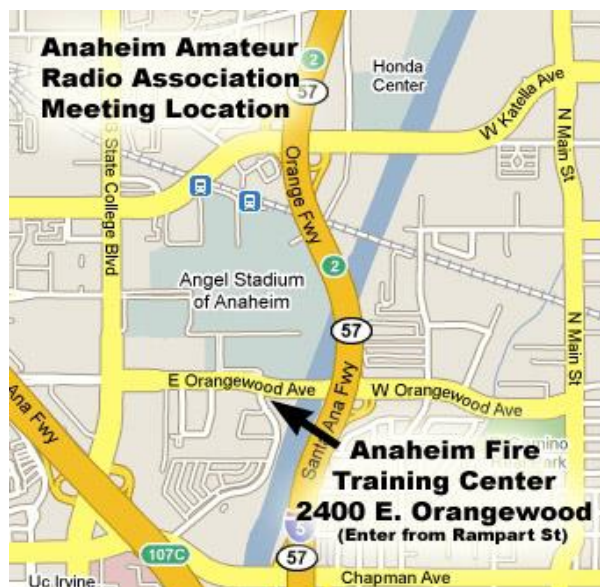 Anaheim Amateur
Radio Association
Meeting Location
2
57
Honda
Center
W Katella Ave
N Main St
S State College Blvd
Orange Fwy
Angel Stadium
of Anaheim
2
57
N Main St
E Orangewood Ave
W Orangewood Ave
Ana Fwy
Santa Ana Fwy
Anaheim Fire
Training Center
2400 E. Orangewood
(Enter from Rampart St)
5
107C
57
Chapman Ave
Uc Irvine